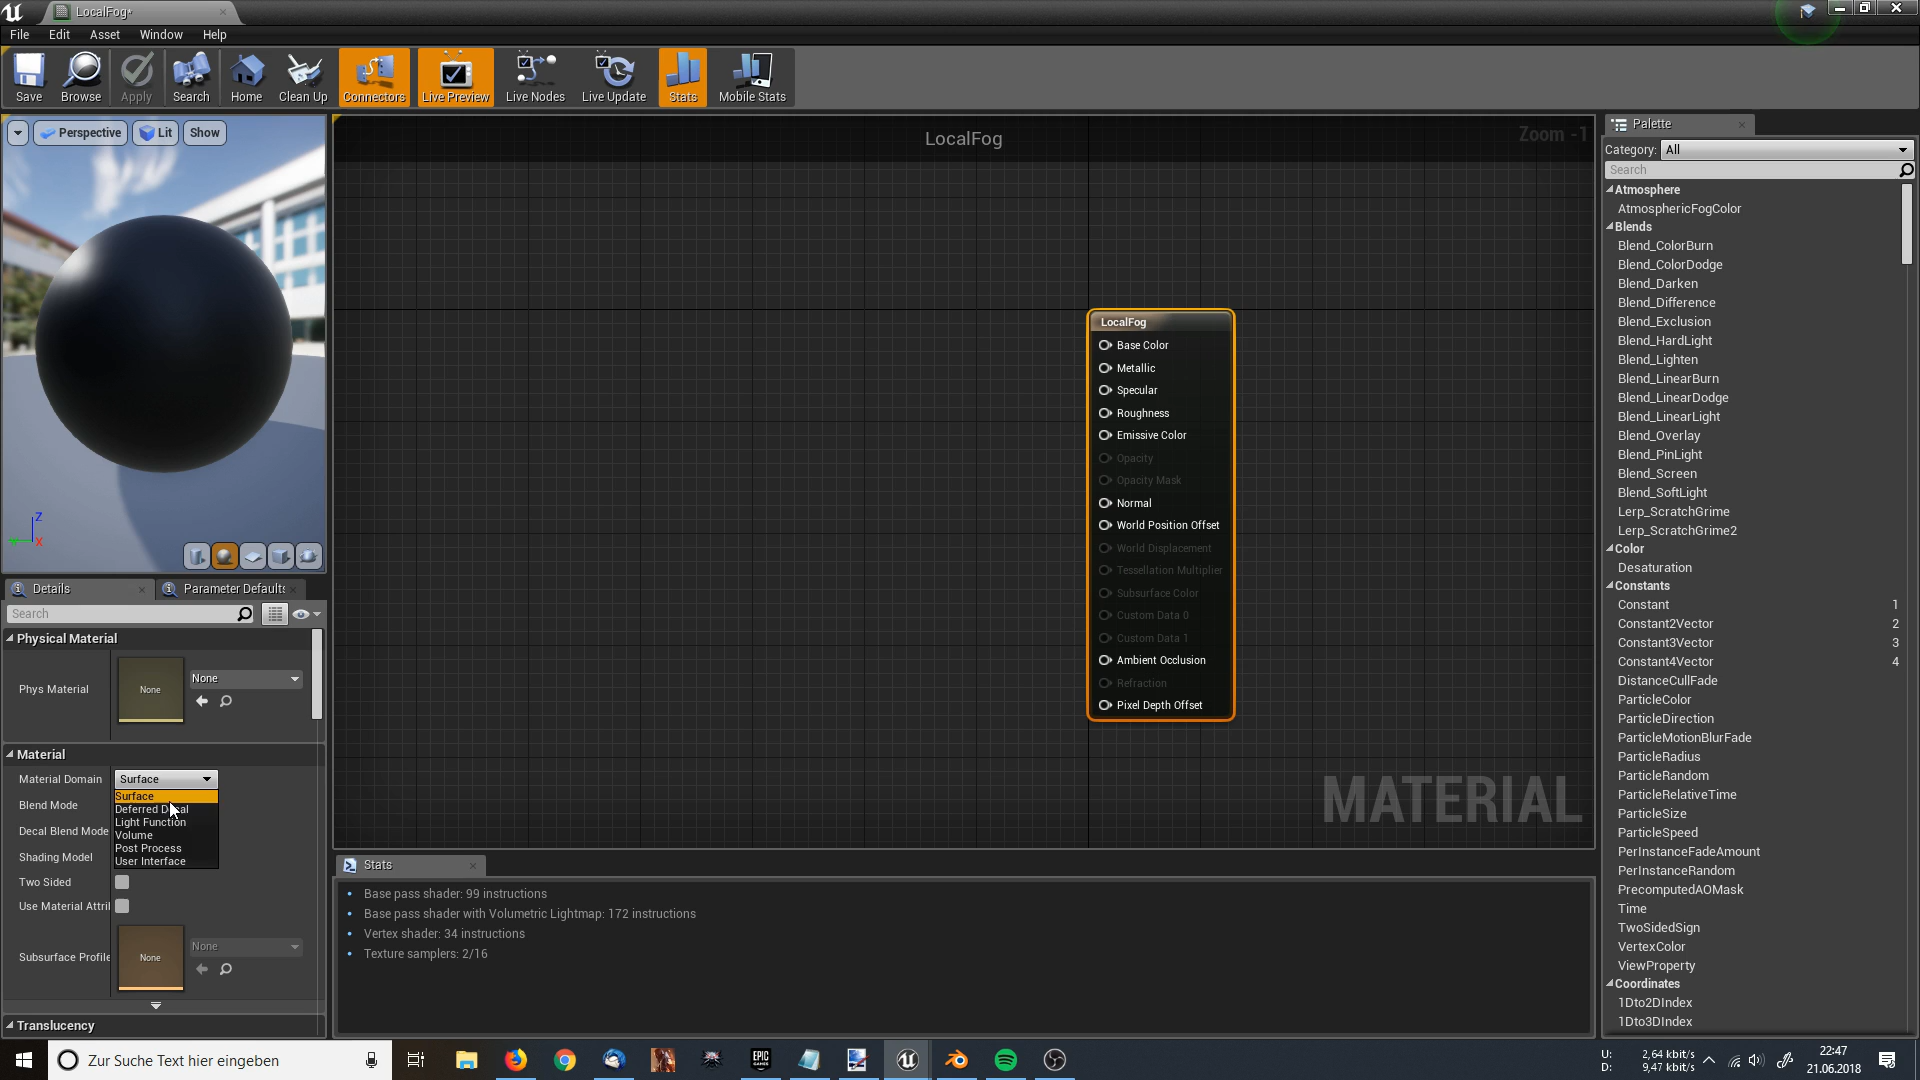 LocalFog•
File Edit Asset Window Help
Save Browse Apply Search Home Clean Up Connectors Live Preview Live Nodes Live Update Stats Mobile Stats
Perspective Lit Show
Z
X
Details Parameter Defaults
Search
Physical Material
Phys Material None None
Material
Material Domain Surface
Surface
Deferred Decal
Light Function
Volume
Post Process
User Interface
Blend Mode
Decal Blend Mode
Shading Model
Two Sided
Use Material Attri
Subsurface Profile None None
Translucency
LocalFog
Zoom -1
LocalFog
Base Color
Metallic
Specular
Roughness
Emissive Color
Opacity
Opacity Mask
Normal
World Position Offset
World Displacement
Tessellation Multiplier
Subsurface Color
Custom Data 0
Custom Data 1
Ambient Occlusion
Refraction
Pixel Depth Offset
MATERIAL
Stats
Base pass shader: 99 instructions
Base pass shader with Volumetric Lightmap: 172 instructions
Vertex shader: 34 instructions
Texture samplers: 2/16
Palette
Category: All
Search
Atmosphere
AtmosphericFogColor
Blends
Blend_ColorBurn
Blend_ColorDodge
Blend_Darken
Blend_Difference
Blend_Exclusion
Blend_HardLight
Blend_Lighten
Blend_LinearBurn
Blend_LinearDodge
Blend_LinearLight
Blend_Overlay
Blend_PinLight
Blend_Screen
Blend_SoftLight
Lerp_ScratchGrime
Lerp_ScratchGrime2
Color
Desaturation
Constants
Constant 1
Constant2Vector 2
Constant3Vector 3
Constant4Vector 4
DistanceCullFade
ParticleColor
ParticleDirection
ParticleMotionBlurFade
ParticleRadius
ParticleRandom
ParticleRelativeTime
ParticleSize
ParticleSpeed
PerInstanceFadeAmount
PerInstanceRandom
PrecomputedAOMask
Time
TwoSidedSign
VertexColor
ViewProperty
Coordinates
1Dto2DIndex
1Dto3DIndex
Zur Suche Text hier eingeben
EPIC
GAMES
U: 2,64 kbit/s
D: 9,47 kbit/s
22:47
21.06.2018